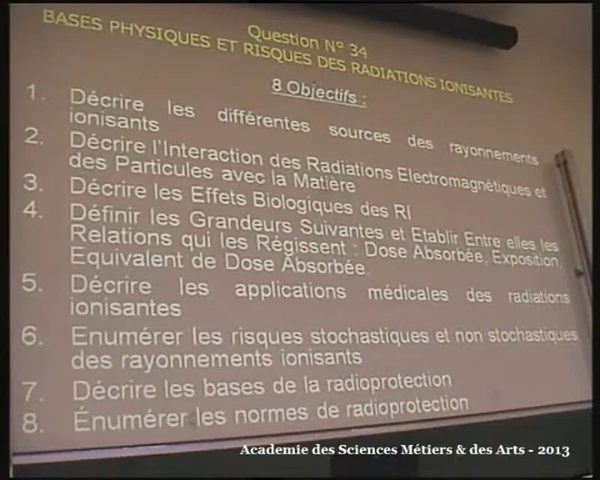 Question N° 34
BASES PHYSIQUES ET RISQUES DES RADIATIONS IONISANTES
8 Objectifs :
1. Décrire les différentes sources des rayonnements
ionisants
2. Décrire l'Interaction des Radiations Electromagnétiques et
des Particules avec la Matière
3. Décrire les Effets Biologiques des RI
4. Définir les Grandeurs Suivantes et Etablir Entre elles les
Relations qui les Régissent : Dose Absorbée, Exposition,
Equivalent de Dose Absorbée.
5. Décrire les applications médicales des radiations
ionisantes
6. Enumérer les risques stochastiques et non stochastiques
des rayonnements ionisants
7. Décrire les bases de la radioprotection
8. Énumérer les normes de radioprotection
Academie des Sciences Métiers & des Arts - 2013